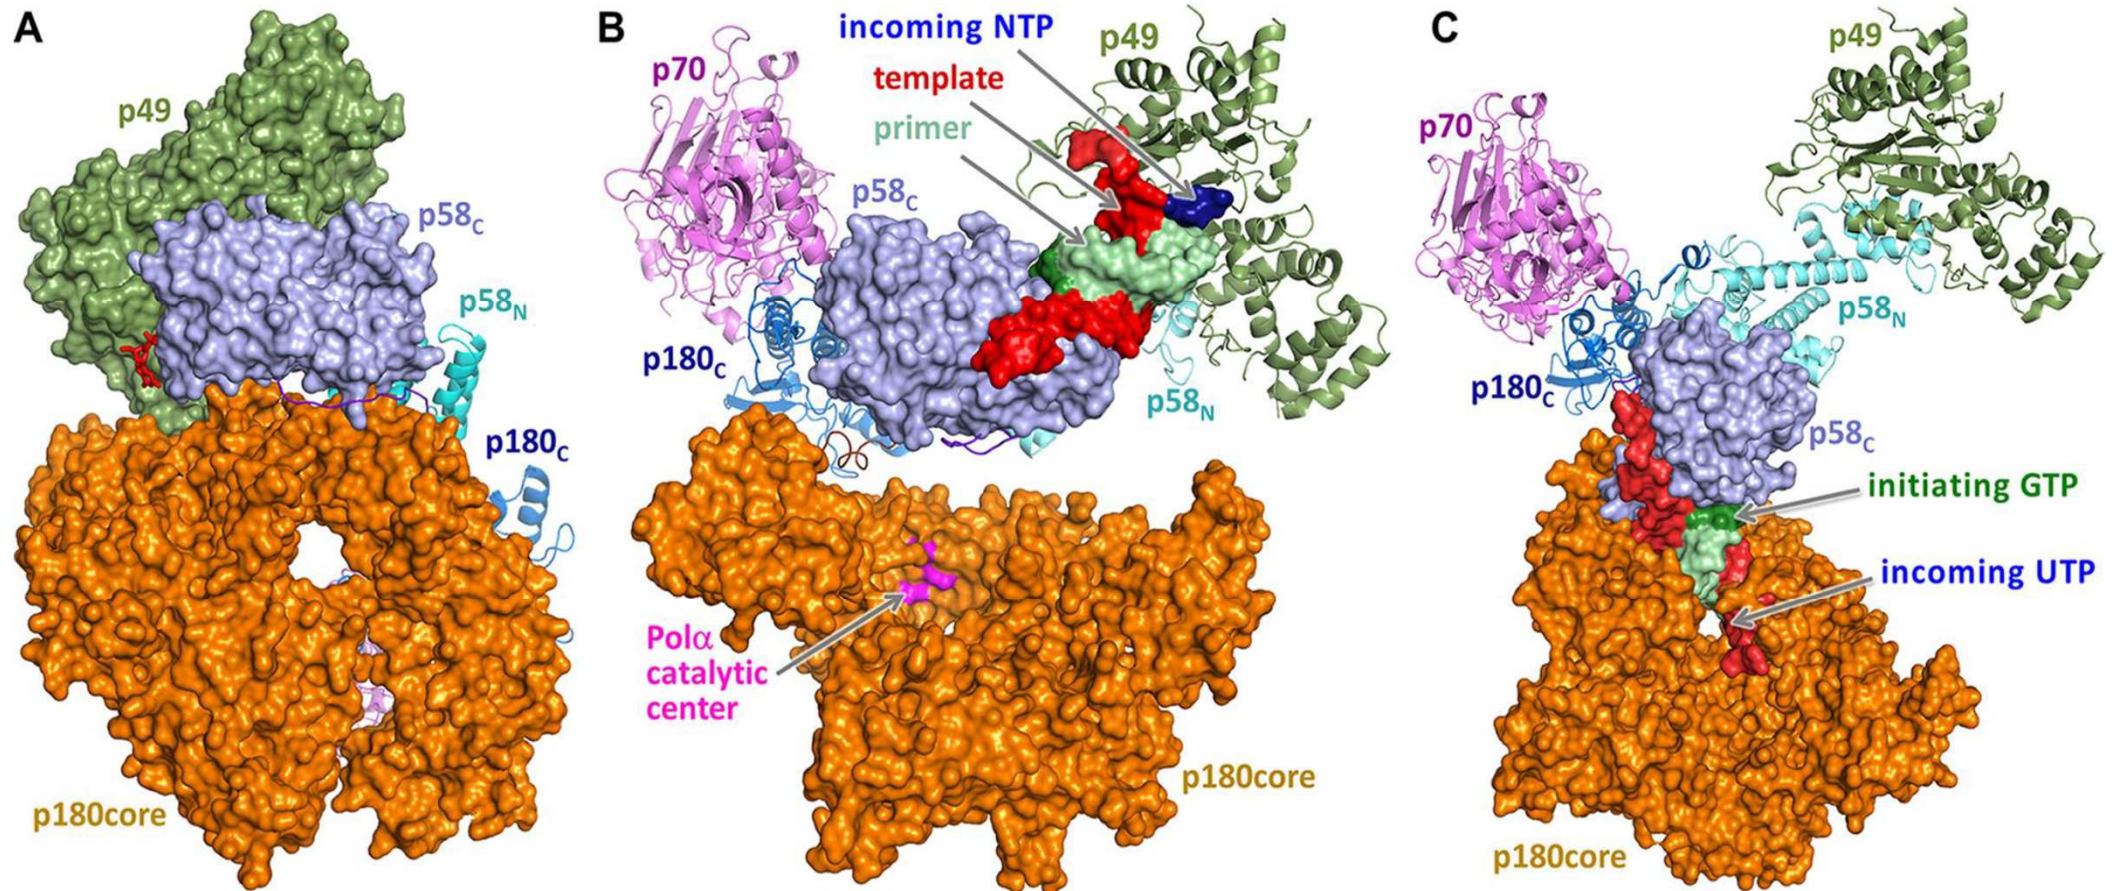 A
p49
p58C
p58N
p180C
p180core
B
incoming NTP
p49
template
p70
primer
p58C
p180C
p58N
Polα
catalytic
center
p180core
C
p49
p70
p58N
p180C
p58C
initiating GTP
incoming UTP
p180core